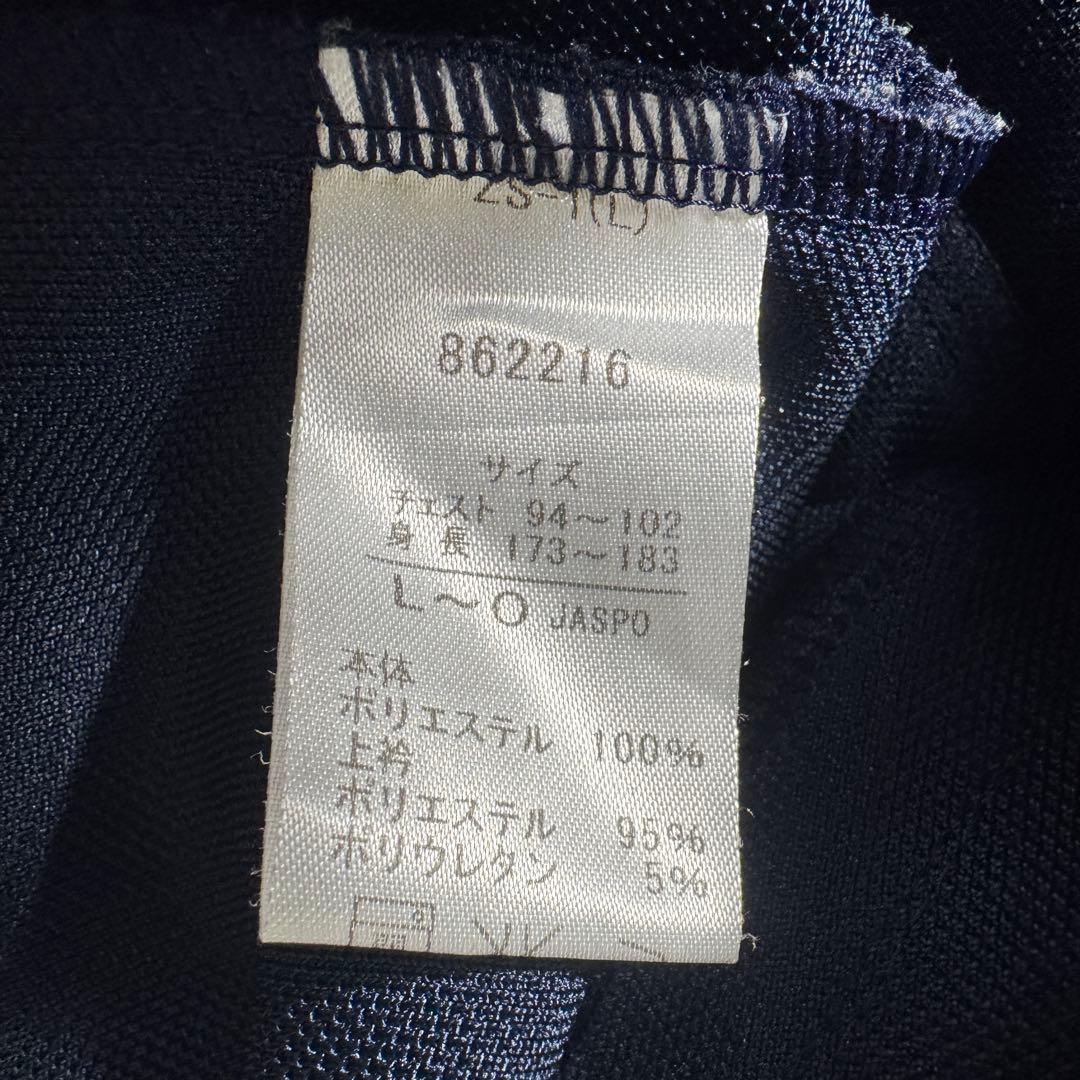 2S-1(L)
862216
サイズ
チェスト 94～102
身長 173～183
L～O JASPO
本体
ポリエステル 100%
上衿
ポリエステル 95%
ポリウレタン 5%